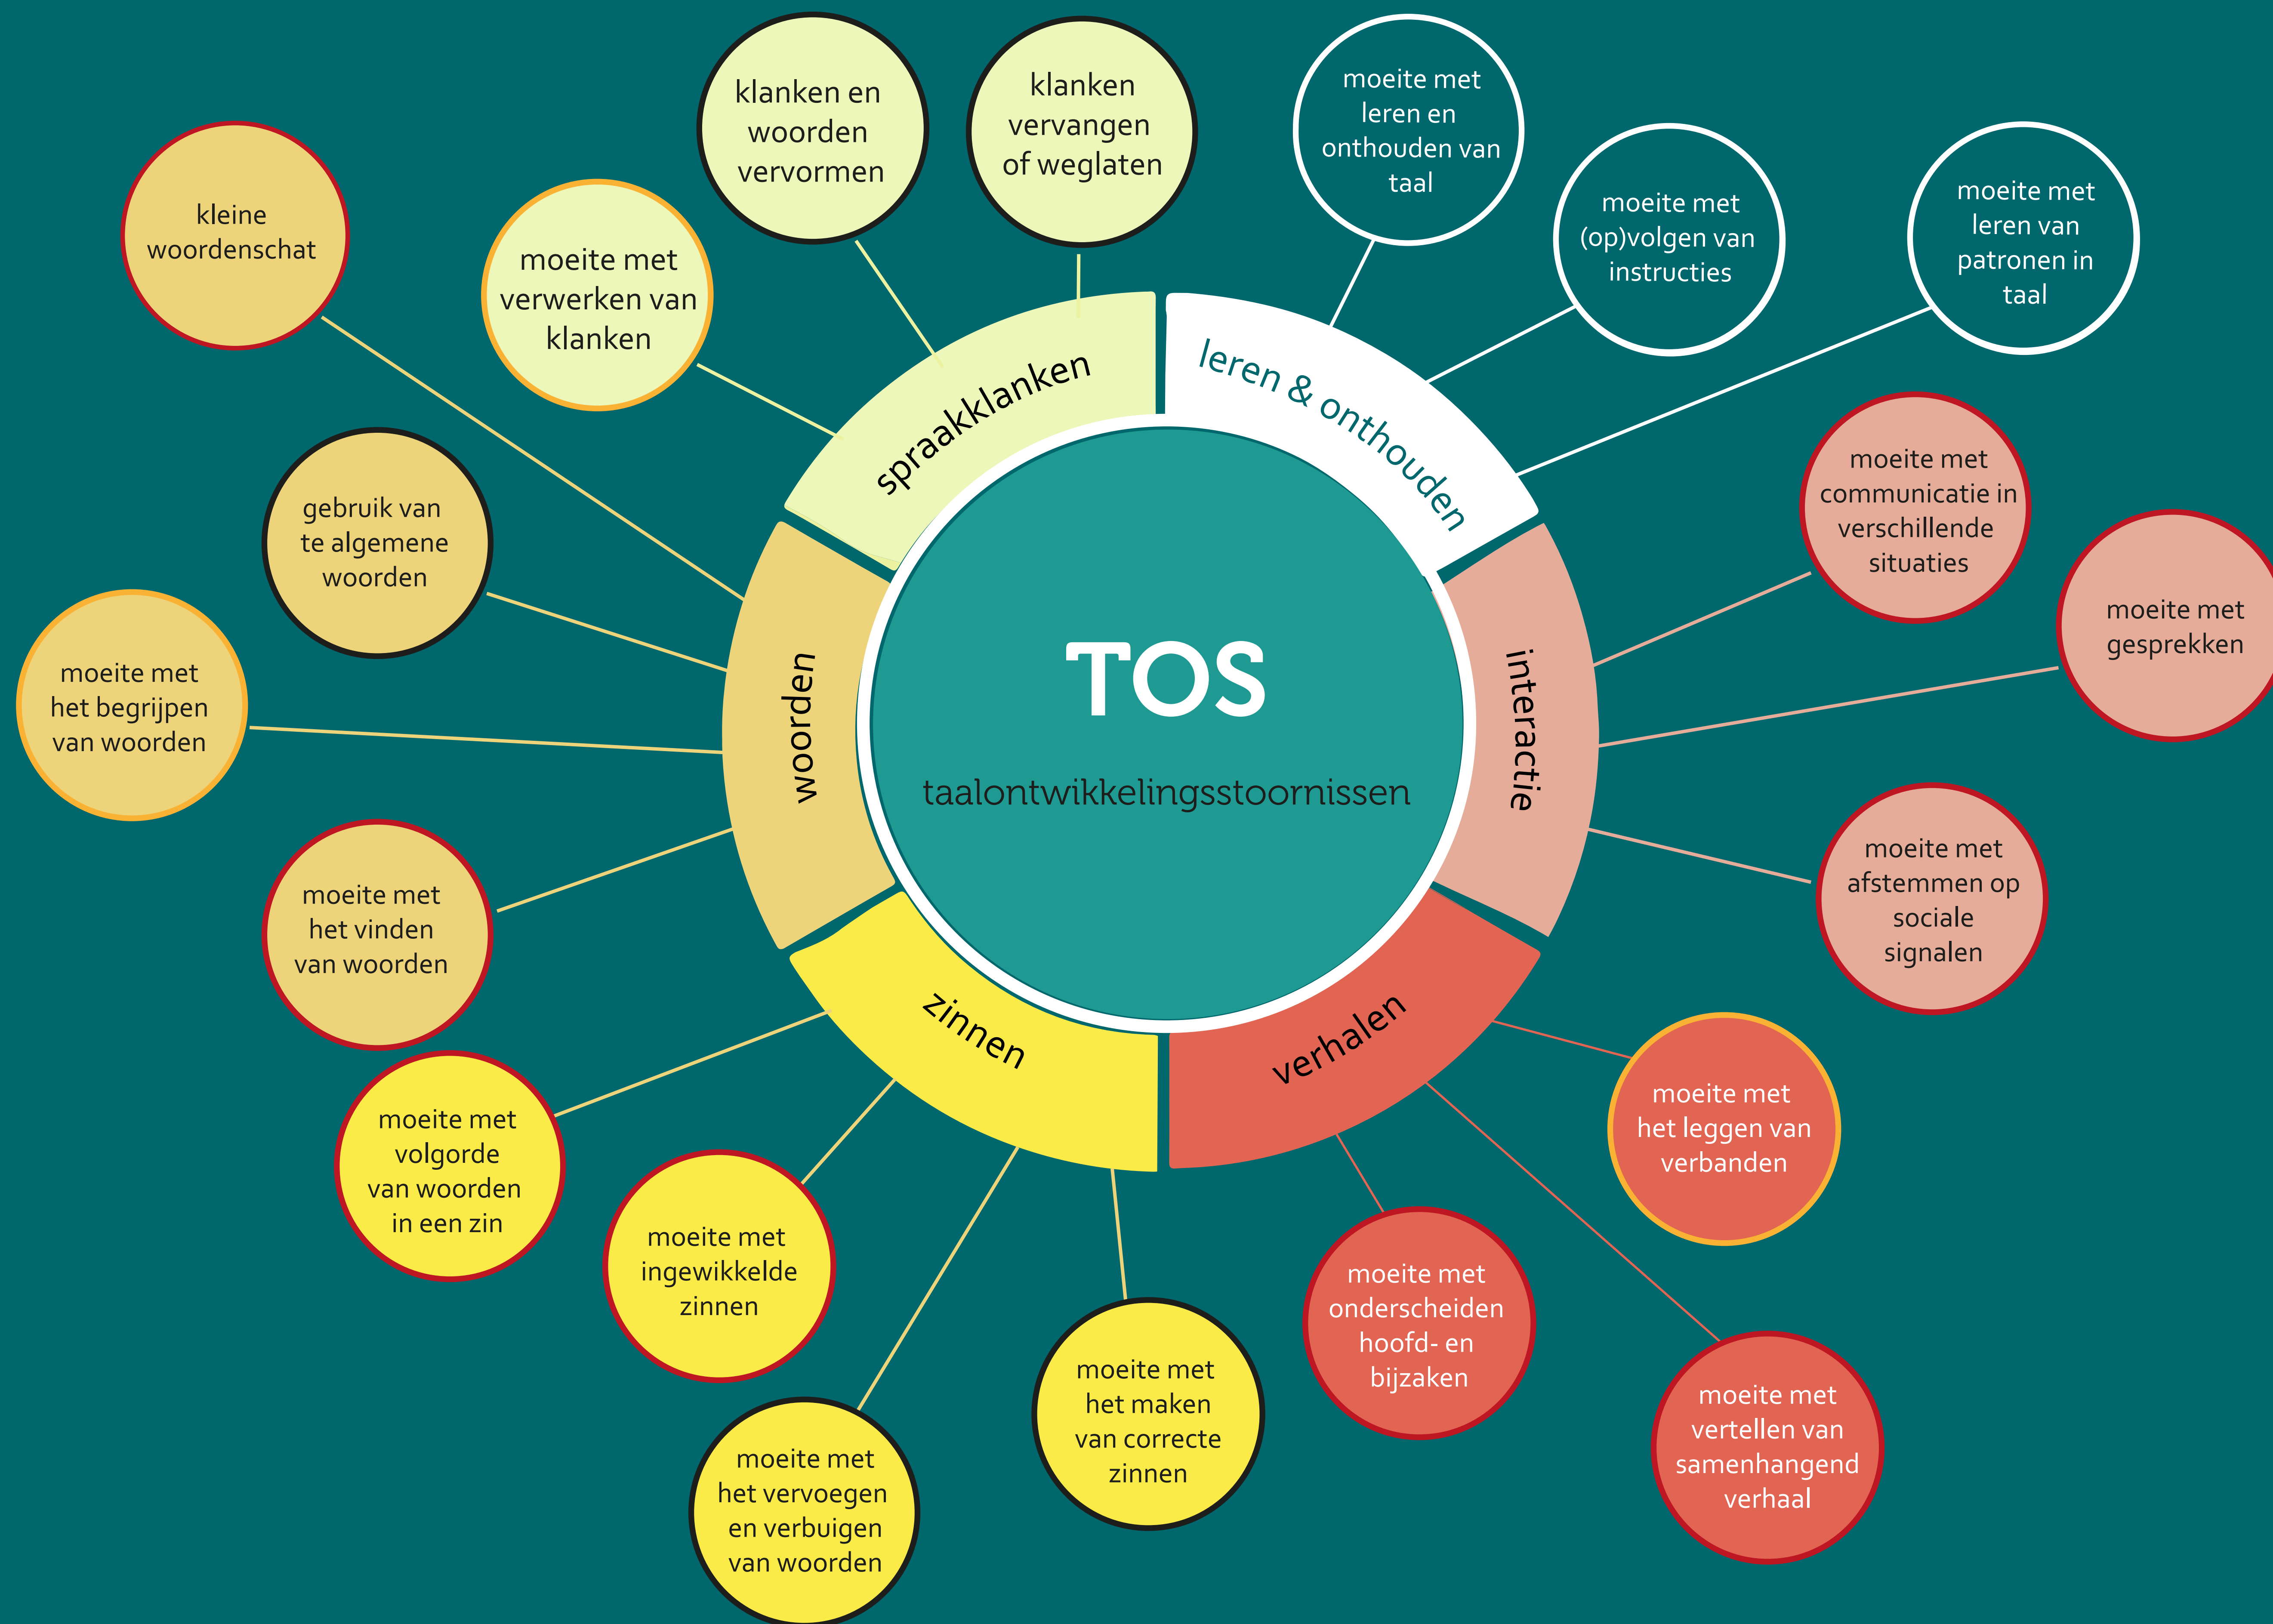 TOS
taalontwikkelingsstoornissen
spraakklanken
klanken en
woorden
vervormen
klanken
vervangen
of weglaten
moeite met
verwerken van
klanken
leren & onthouden
moeite met
leren en
onthouden van
taal
moeite met
(op)volgen van
instructies
moeite met
leren van
patronen in
taal
interactie
moeite met
communicatie in
verschillende
situaties
moeite met
gesprekken
moeite met
afstemmen op
sociale
signalen
verhalen
moeite met
het leggen van
verbanden
moeite met
vertellen van
samenhangend
verhaal
moeite met
onderscheiden
hoofd- en
bijzaken
zinnen
moeite met
het maken
van correcte
zinnen
moeite met
het vervoegen
en verbuigen
van woorden
moeite met
ingewikkelde
zinnen
moeite met
volgorde
van woorden
in een zin
woorden
moeite met
het vinden
van woorden
moeite met
het begrijpen
van woorden
gebruik van
te algemene
woorden
kleine
woordenschat